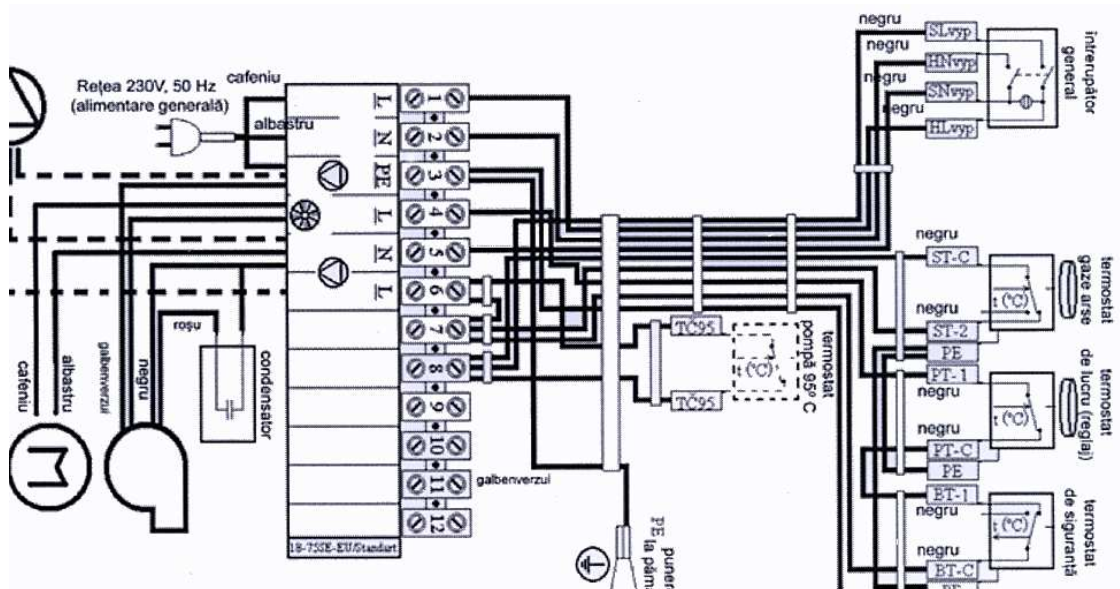 Rețea 230V, 50 Hz
(alimentare generală)
cafeniu
albastru
L
N
PE
L
N
L
1
2
3
4
5
6
7
8
9
10
11
12
18-75SE-EU/Standart
roșu
condensator
cafeniu
albastru
galbenverzui
negru
M
galbenverzui
PE
TČ95
TČ95
t (°C)
termostat
pompă 95° C
negru
SLvyp
negru
HNvyp
negru
SNvyp
negru
HLvyp
întrerupător
general
negru
ST-C
t (°C)
negru
ST-2
PE
termostat
gaze arse
PT-1
negru
t (°C)
negru
PT-C
PE
termostat
de lucru (reglaj)
BT-1
negru
t (°C)
negru
BT-C
PE
termostat
de siguranță